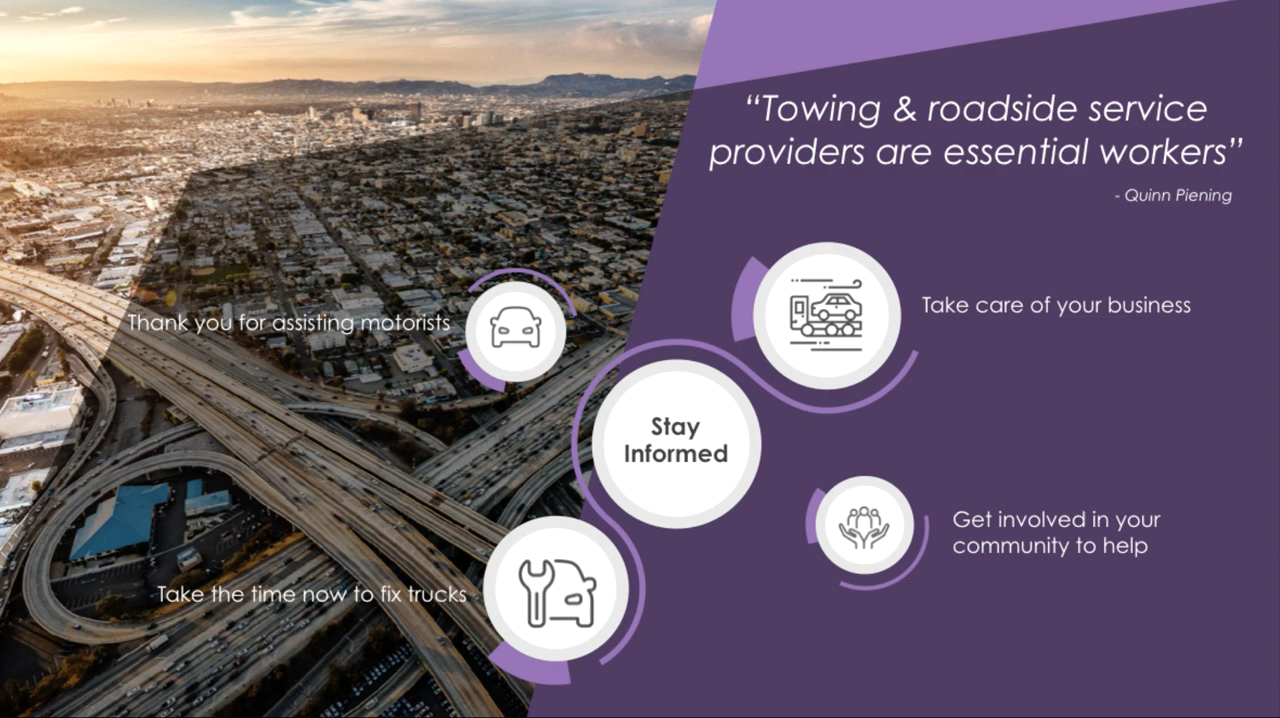 “Towing & roadside service
providers are essential workers”
- Quinn Piening
Take care of your business
Thank you for assisting motorists
Stay
Informed
Get involved in your
community to help
Take the time now to fix trucks